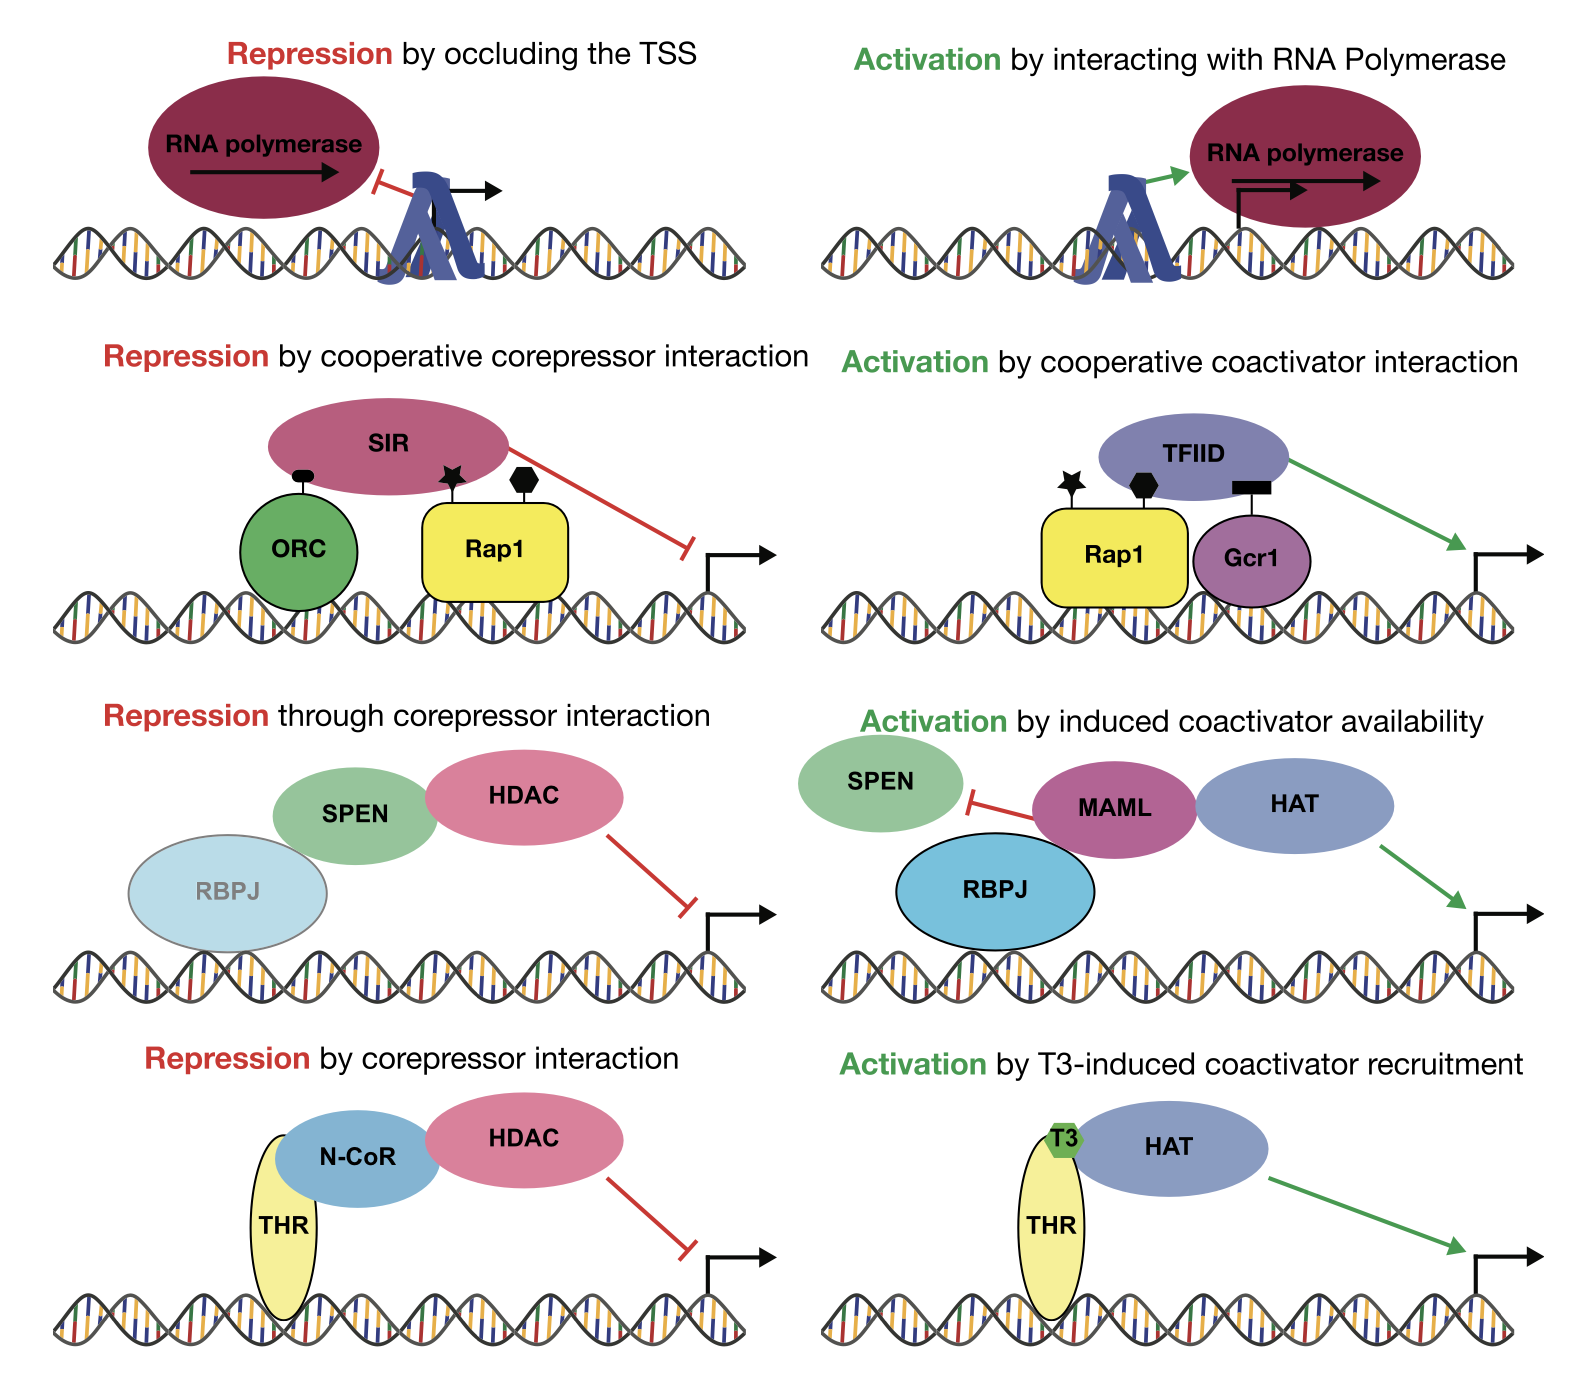 Repression by occluding the TSS
RNA polymerase
Activation by interacting with RNA Polymerase
RNA polymerase
Repression by cooperative corepressor interaction
SIR
ORC
Rap1
Activation by cooperative coactivator interaction
TFIID
Rap1
Gcr1
Repression through corepressor interaction
SPEN
HDAC
RBPJ
Activation by induced coactivator availability
SPEN
MAML
HAT
RBPJ
Repression by corepressor interaction
N-CoR
HDAC
THR
Activation by T3-induced coactivator recruitment
T3
HAT
THR